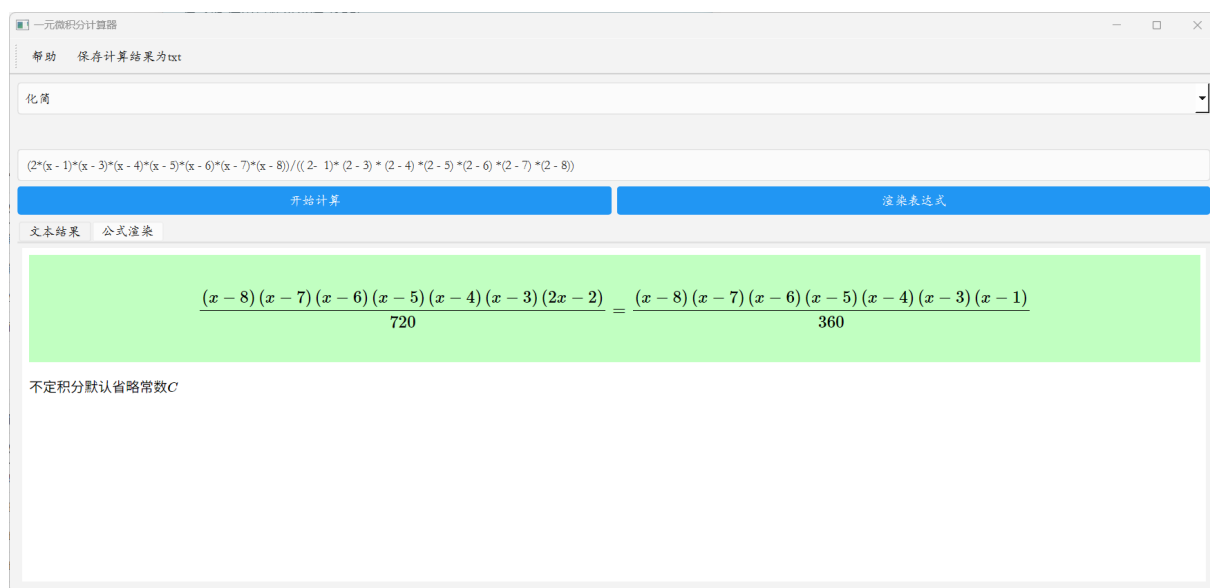 一元微积分计算器
帮助 保存计算结果为txt
化简
(2*(x - 1)*(x - 3)*(x - 4)*(x - 5)*(x - 6)*(x - 7)*(x - 8))/(( 2- 1)* (2 - 3) * (2 - 4) *(2 - 5) *(2 - 6) *(2 - 7) *(2 - 8))
开始计算 渲染表达式
文本结果 公式渲染
(x − 8) (x − 7) (x − 6) (x − 5) (x − 4) (x − 3) (2x − 2) / 720 = (x − 8) (x − 7) (x − 6) (x − 5) (x − 4) (x − 3) (x − 1) / 360
不定积分默认省略常数C